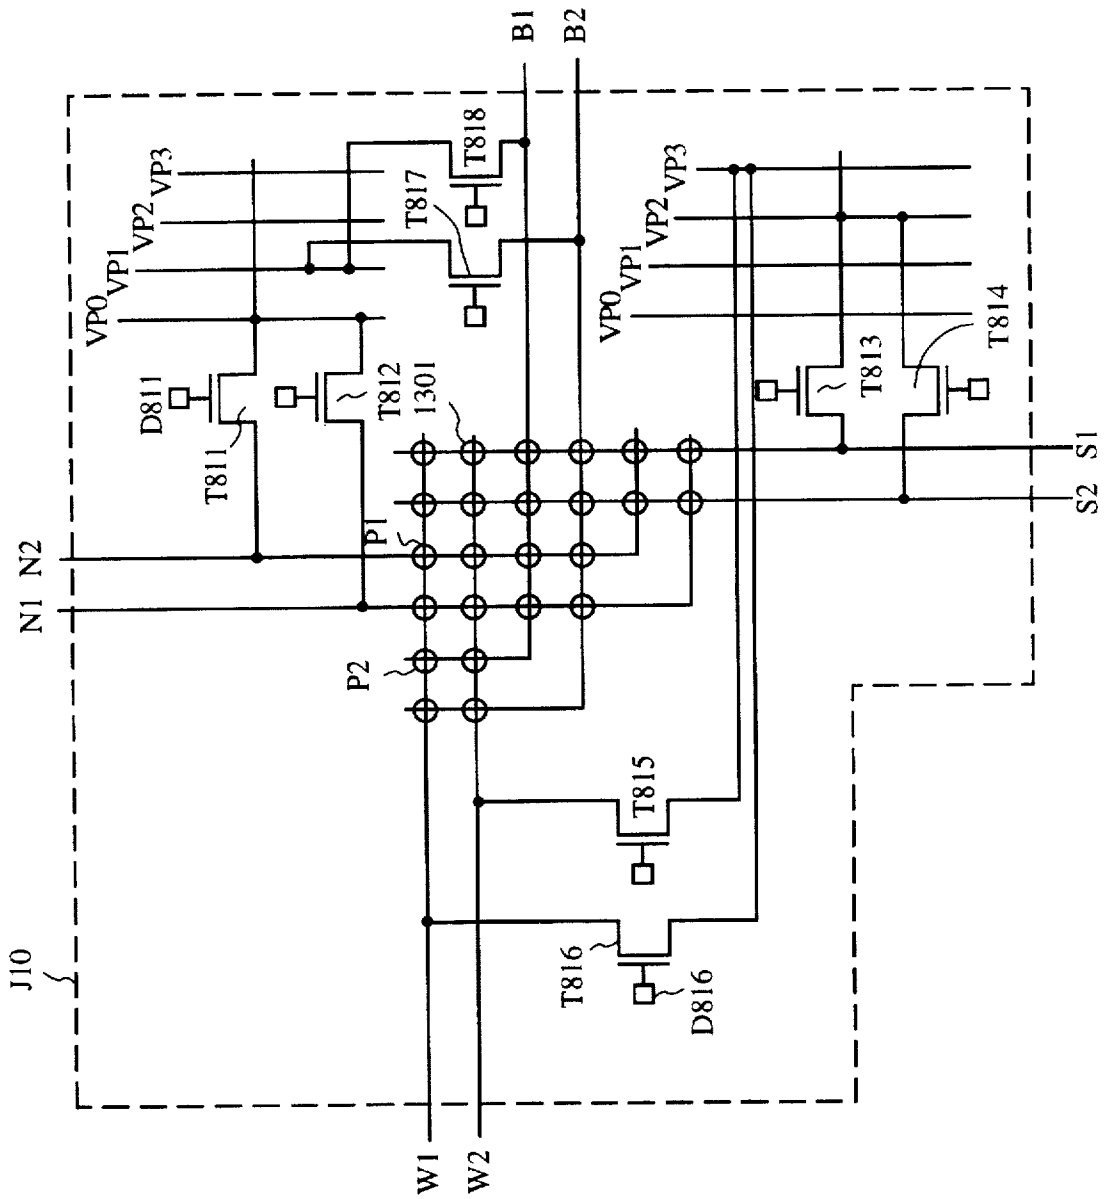 B1
B2
VP3
VP2
VP1
VP0
T818
T817
D811
T811
T812
1301
N2
N1
P1
P2
VP3
VP2
VP1
VP0
T813
T814
S1
S2
T815
T816
D816
J10
W1
W2